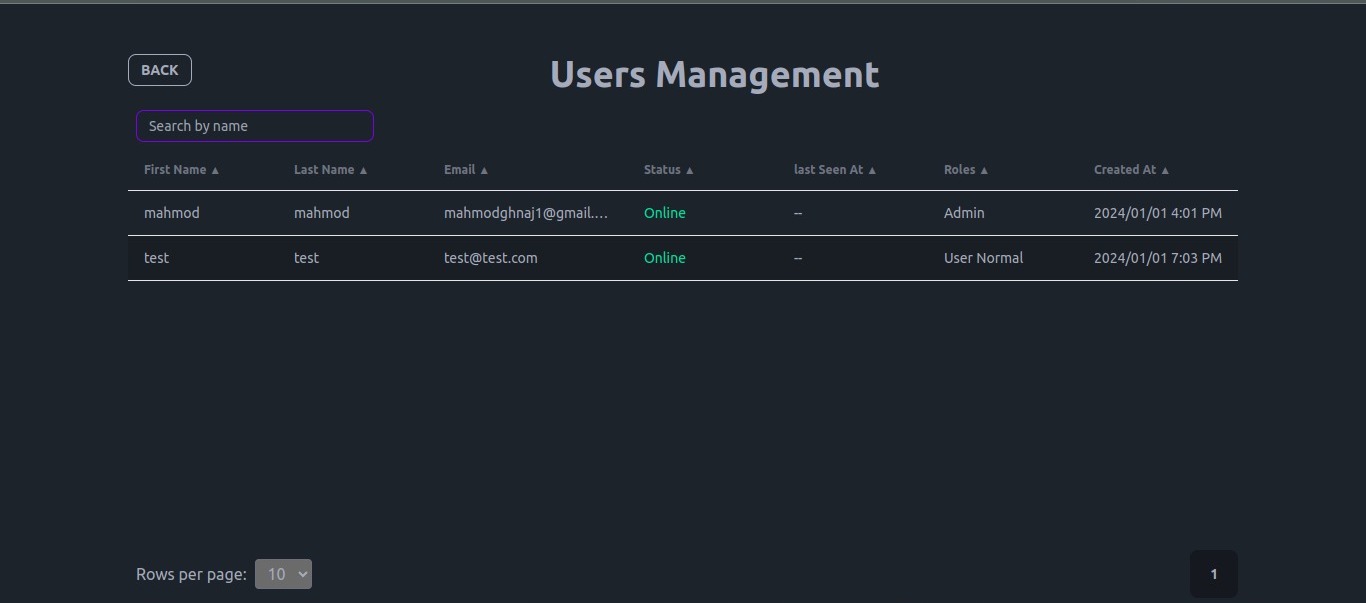 BACK
Users Management
Search by name
First Name ▲ Last Name ▲ Email ▲ Status ▲ last Seen At ▲ Roles ▲ Created At ▲
mahmod mahmod mahmodghnaj1@gmail.… Online -- Admin 2024/01/01 4:01 PM
test test test@test.com Online -- User Normal 2024/01/01 7:03 PM
Rows per page: 10 1